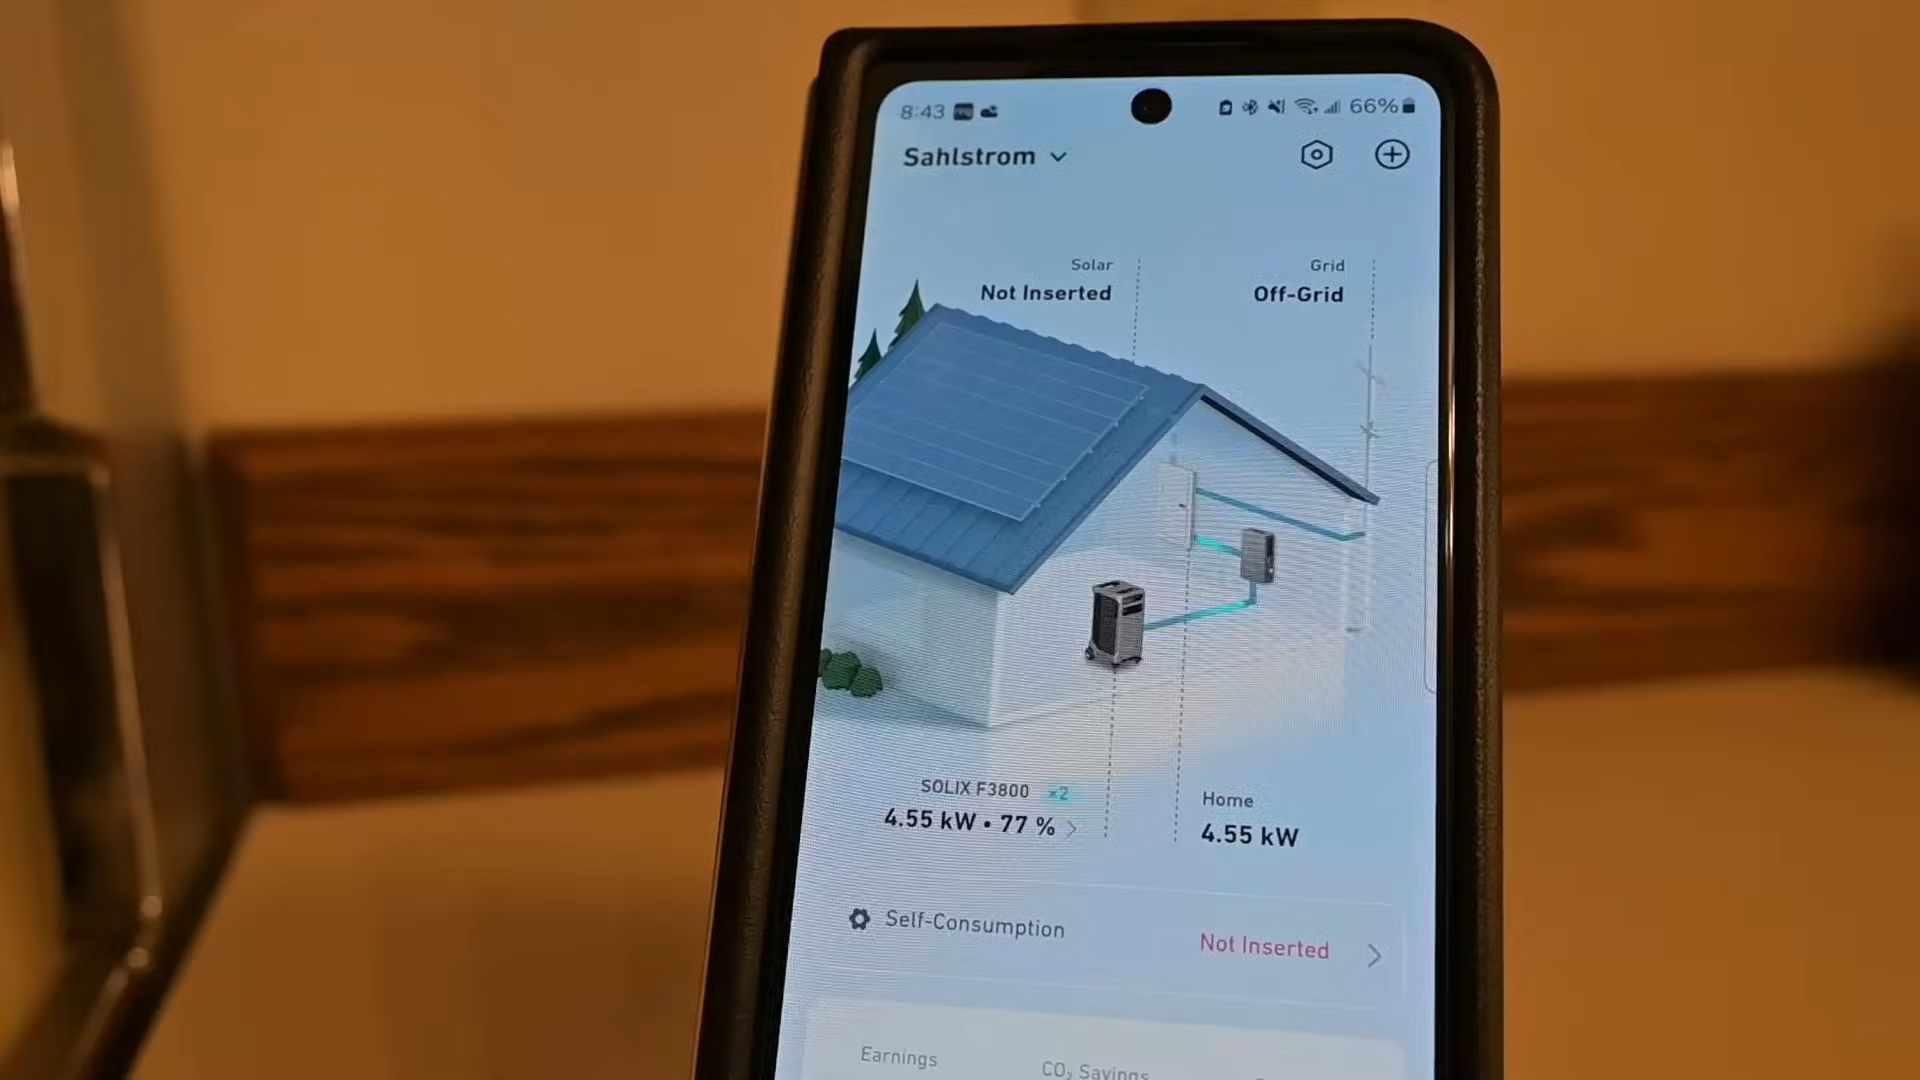 8:43
66%
Sahlstrom
Solar
Not Inserted
Grid
Off-Grid
SOLIX F3800 ×2
4.55 kW • 77 %
Home
4.55 kW
Self-Consumption
Not Inserted
Earnings
CO₂ Savings